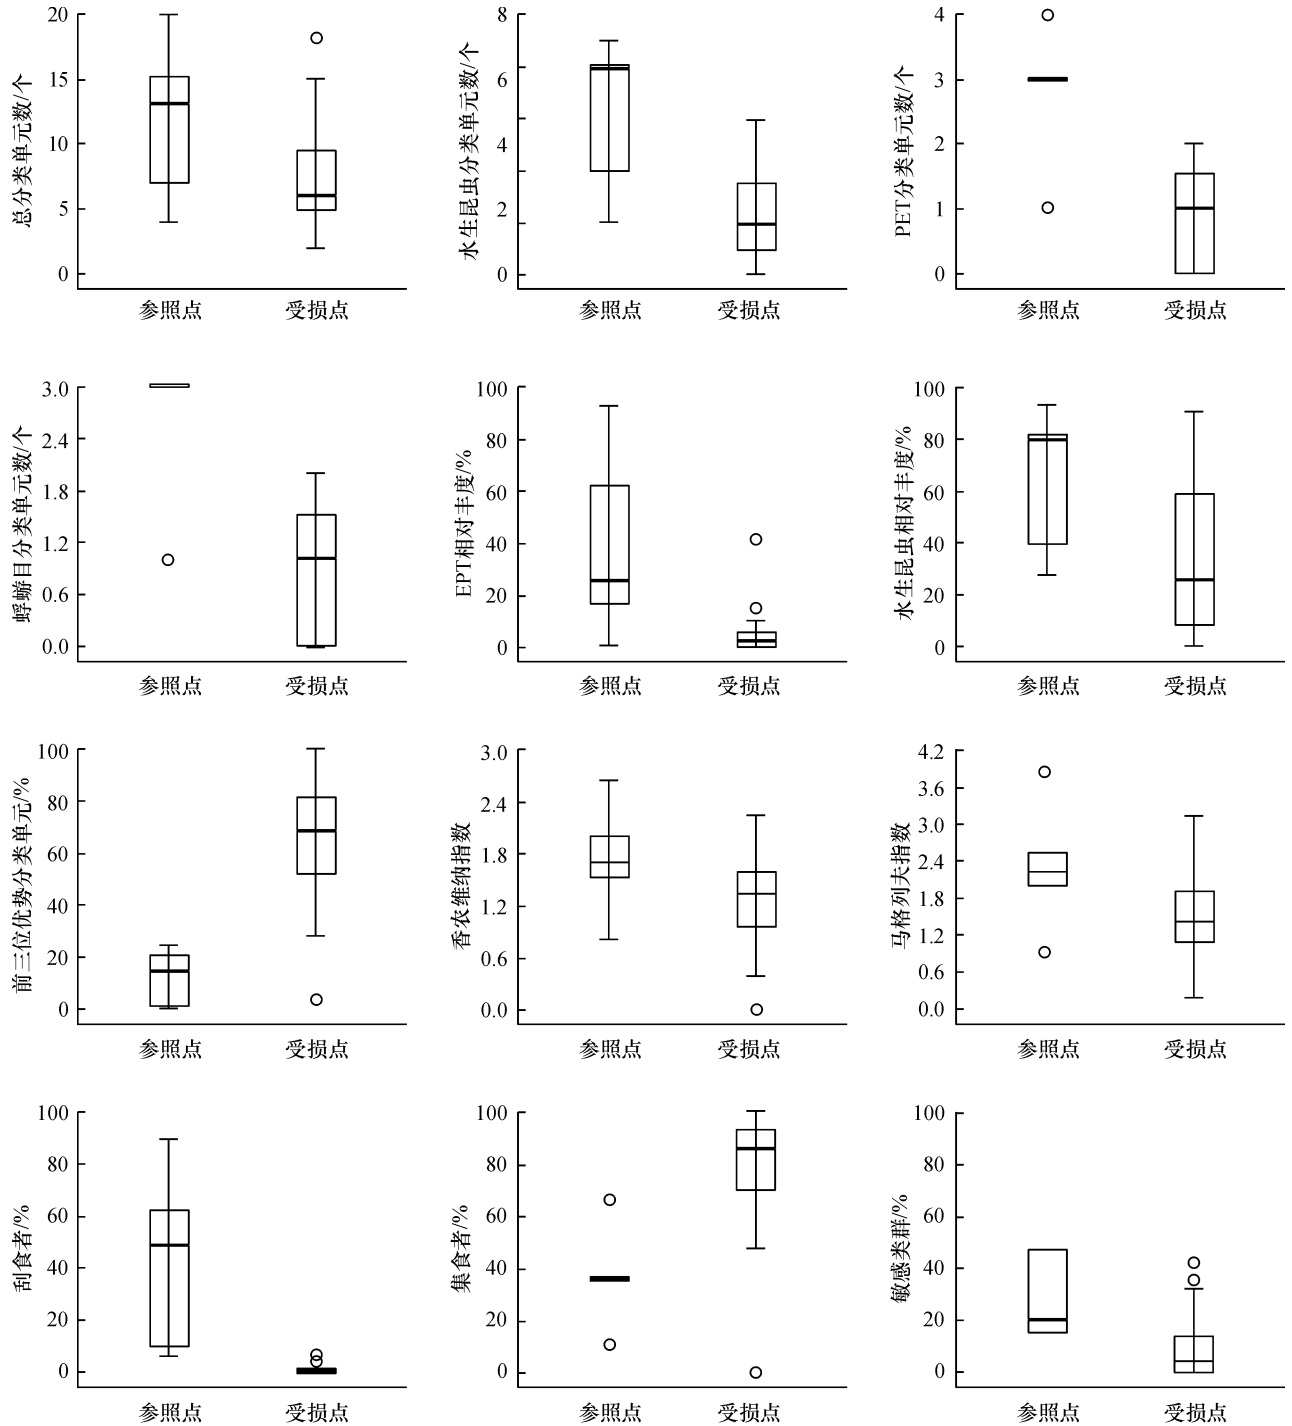 总分类单元数/个
20
15
10
5
0
参照点 受损点
水生昆虫分类单元数/个
8
6
4
2
0
参照点 受损点
PET分类单元数/个
4
3
2
1
0
参照点 受损点
蜉蝣目分类单元数/个
3.0
2.4
1.8
1.2
0.6
0.0
参照点 受损点
EPT相对丰度/%
100
80
60
40
20
0
参照点 受损点
水生昆虫相对丰度/%
100
80
60
40
20
0
参照点 受损点
前三位优势分类单元/%
100
80
60
40
20
0
参照点 受损点
香农维纳指数
3.0
2.4
1.8
1.2
0.6
0.0
参照点 受损点
马格列夫指数
4.2
3.6
3.0
2.4
1.8
1.2
0.6
0.0
参照点 受损点
刮食者/%
100
80
60
40
20
0
参照点 受损点
集食者/%
100
80
60
40
20
0
参照点 受损点
敏感类群/%
100
80
60
40
20
0
参照点 受损点